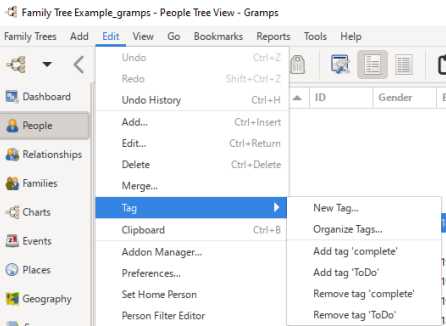 Family Tree Example_gramps - People Tree View - Gramps
Family Trees Add Edit View Go Bookmarks Reports Tools Help
Undo Ctrl+Z
Redo Shift+Ctrl+Z
Undo History Ctrl+H
Add... Ctrl+Insert
Edit... Ctrl+Return
Delete Ctrl+Delete
Merge...
Tag
Clipboard Ctrl+B
Addon Manager...
Preferences...
Set Home Person
Person Filter Editor
Dashboard
People
Relationships
Families
Charts
Events
Places
Geography
ID Gender
New Tag...
Organize Tags...
Add tag 'complete'
Add tag 'ToDo'
Remove tag 'complete'
Remove tag 'ToDo'